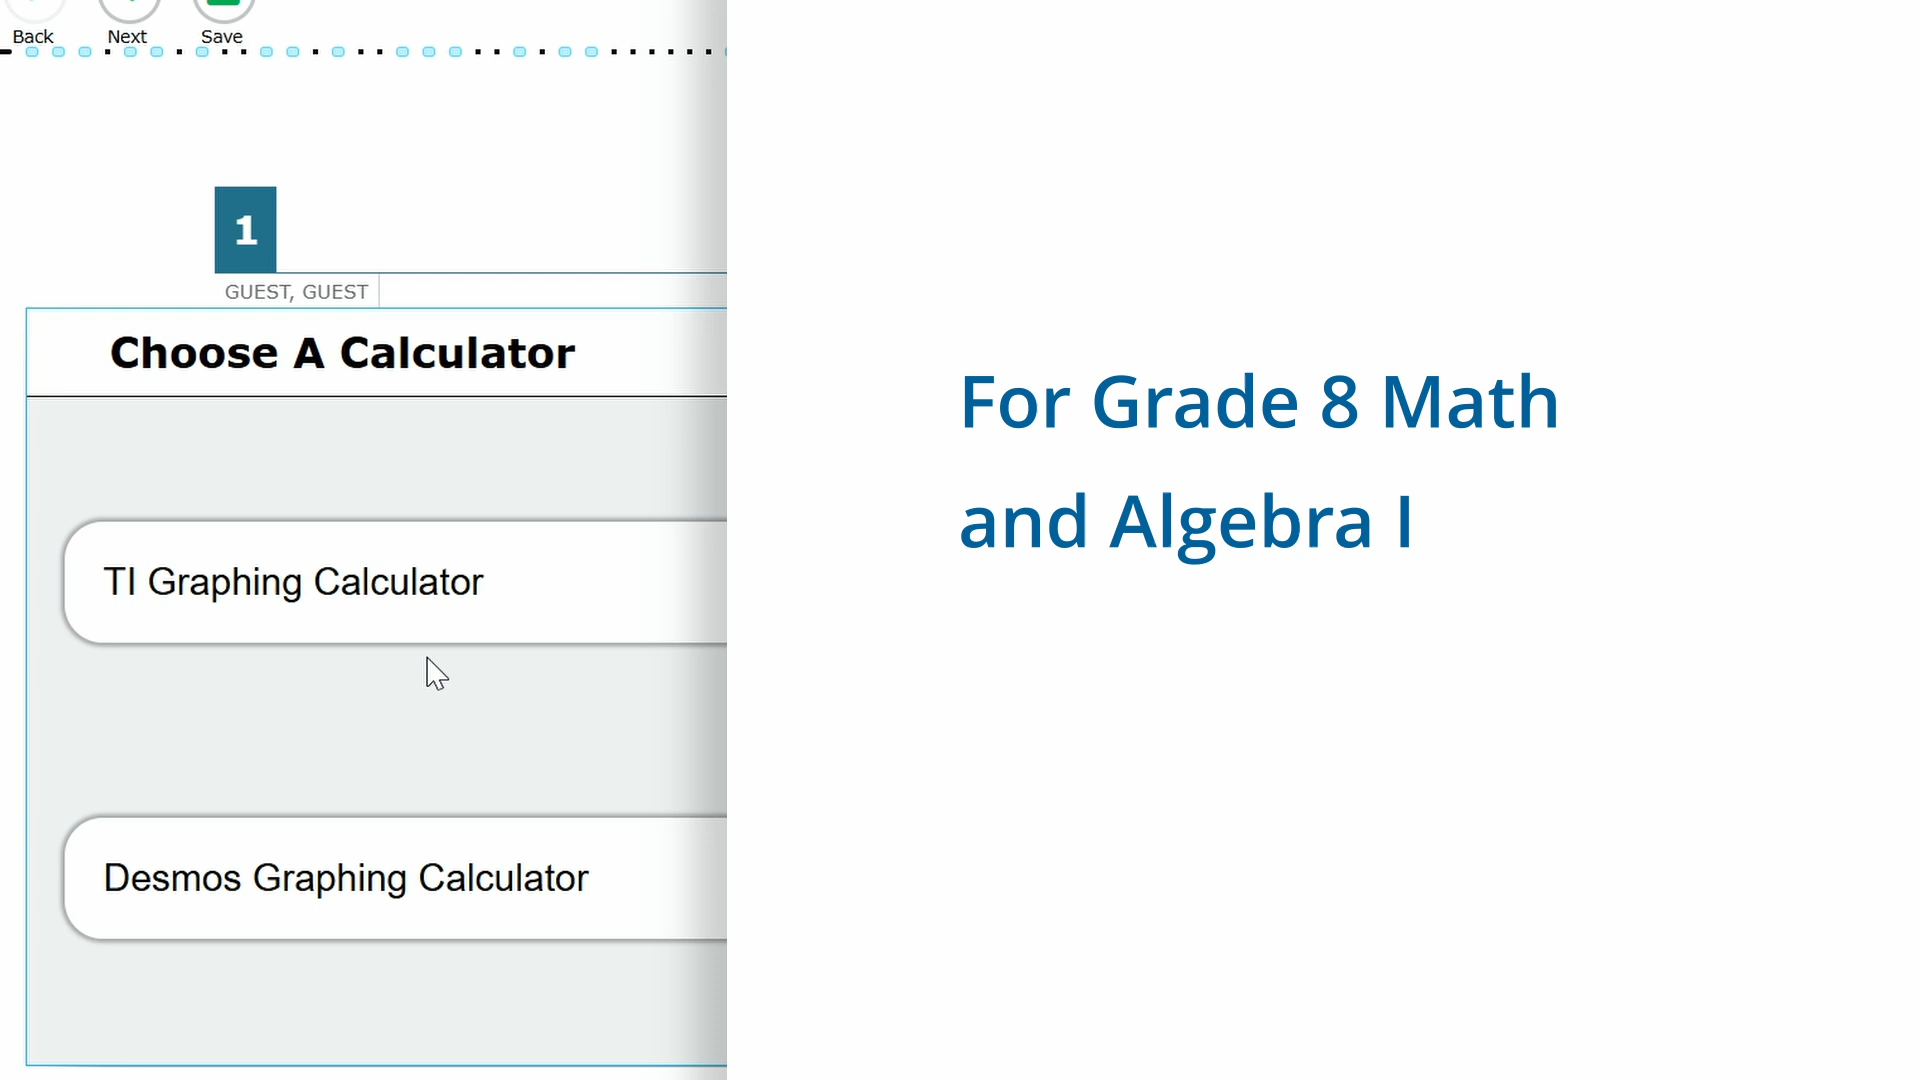 Back Next Save
1
GUEST, GUEST
Choose A Calculator
TI Graphing Calculator
Desmos Graphing Calculator
For Grade 8 Math
and Algebra I